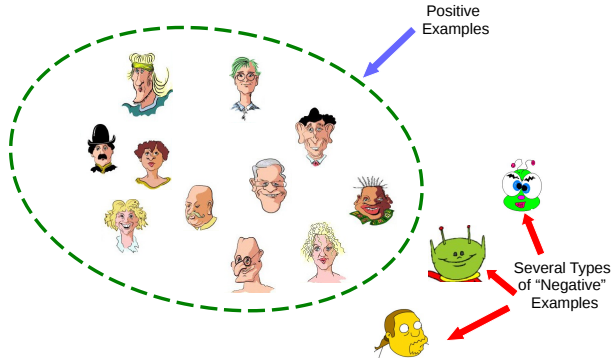 Positive
Examples
Several Types
of “Negative”
Examples